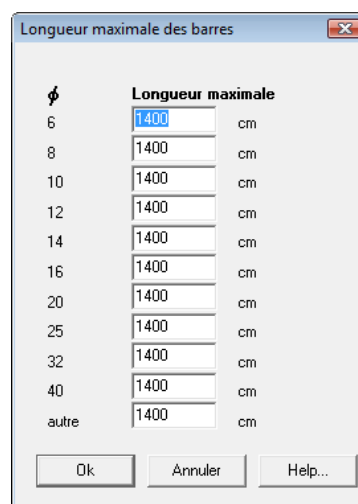 Longueur maximale des barres
ϕ Longueur maximale
6 1400 cm
8 1400 cm
10 1400 cm
12 1400 cm
14 1400 cm
16 1400 cm
20 1400 cm
25 1400 cm
32 1400 cm
40 1400 cm
autre 1400 cm
Ok Annuler Help...